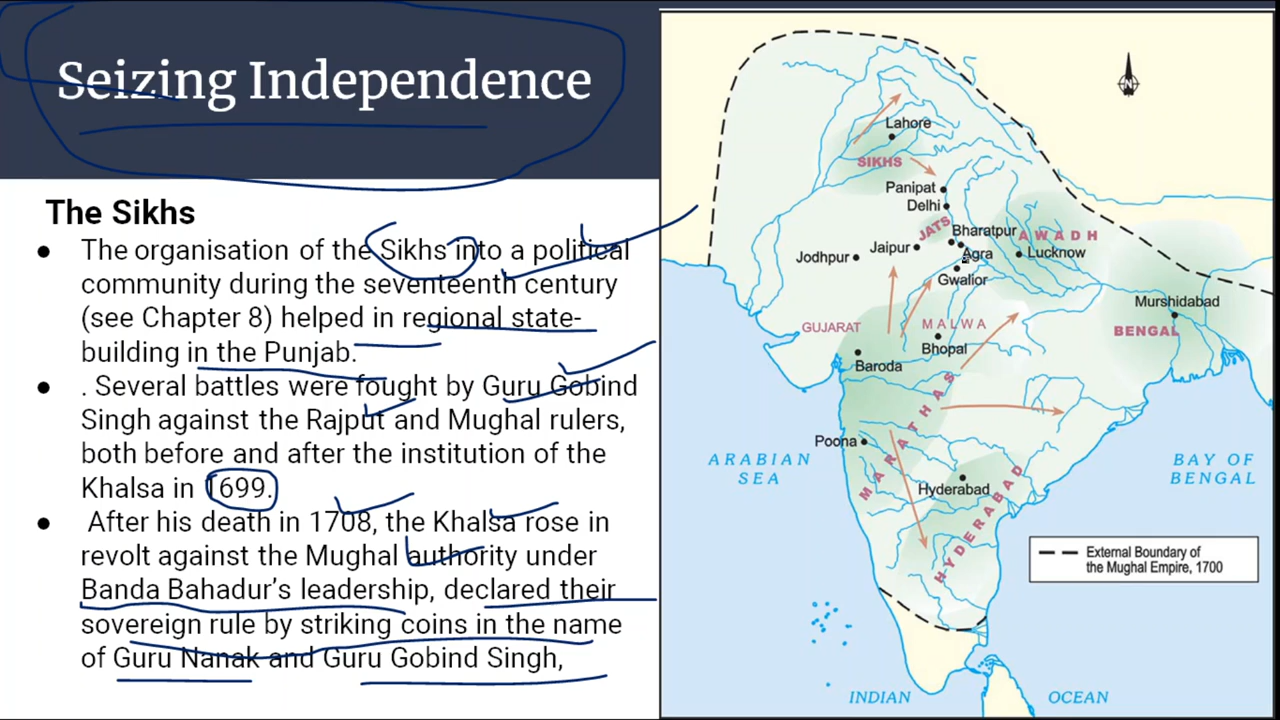 Seizing Independence
The Sikhs
● The organisation of the Sikhs into a political
community during the seventeenth century
(see Chapter 8) helped in regional state-
building in the Punjab.
● . Several battles were fought by Guru Gobind
Singh against the Rajput and Mughal rulers,
both before and after the institution of the
Khalsa in 1699.
● After his death in 1708, the Khalsa rose in
revolt against the Mughal authority under
Banda Bahadur’s leadership, declared their
sovereign rule by striking coins in the name
of Guru Nanak and Guru Gobind Singh,
N
Lahore
SIKHS
Panipat
Delhi
JATS
Bharatpur
AWADH
Jaipur
Agra
Jodhpur
Lucknow
Gwalior
Murshidabad
GUJARAT
MALWA
BENGAL
Bhopal
Baroda
MARATHAS
Poona
ARABIAN
SEA
BAY OF
BENGAL
Hyderabad
HYDERABAD
External Boundary of
the Mughal Empire, 1700
INDIAN OCEAN